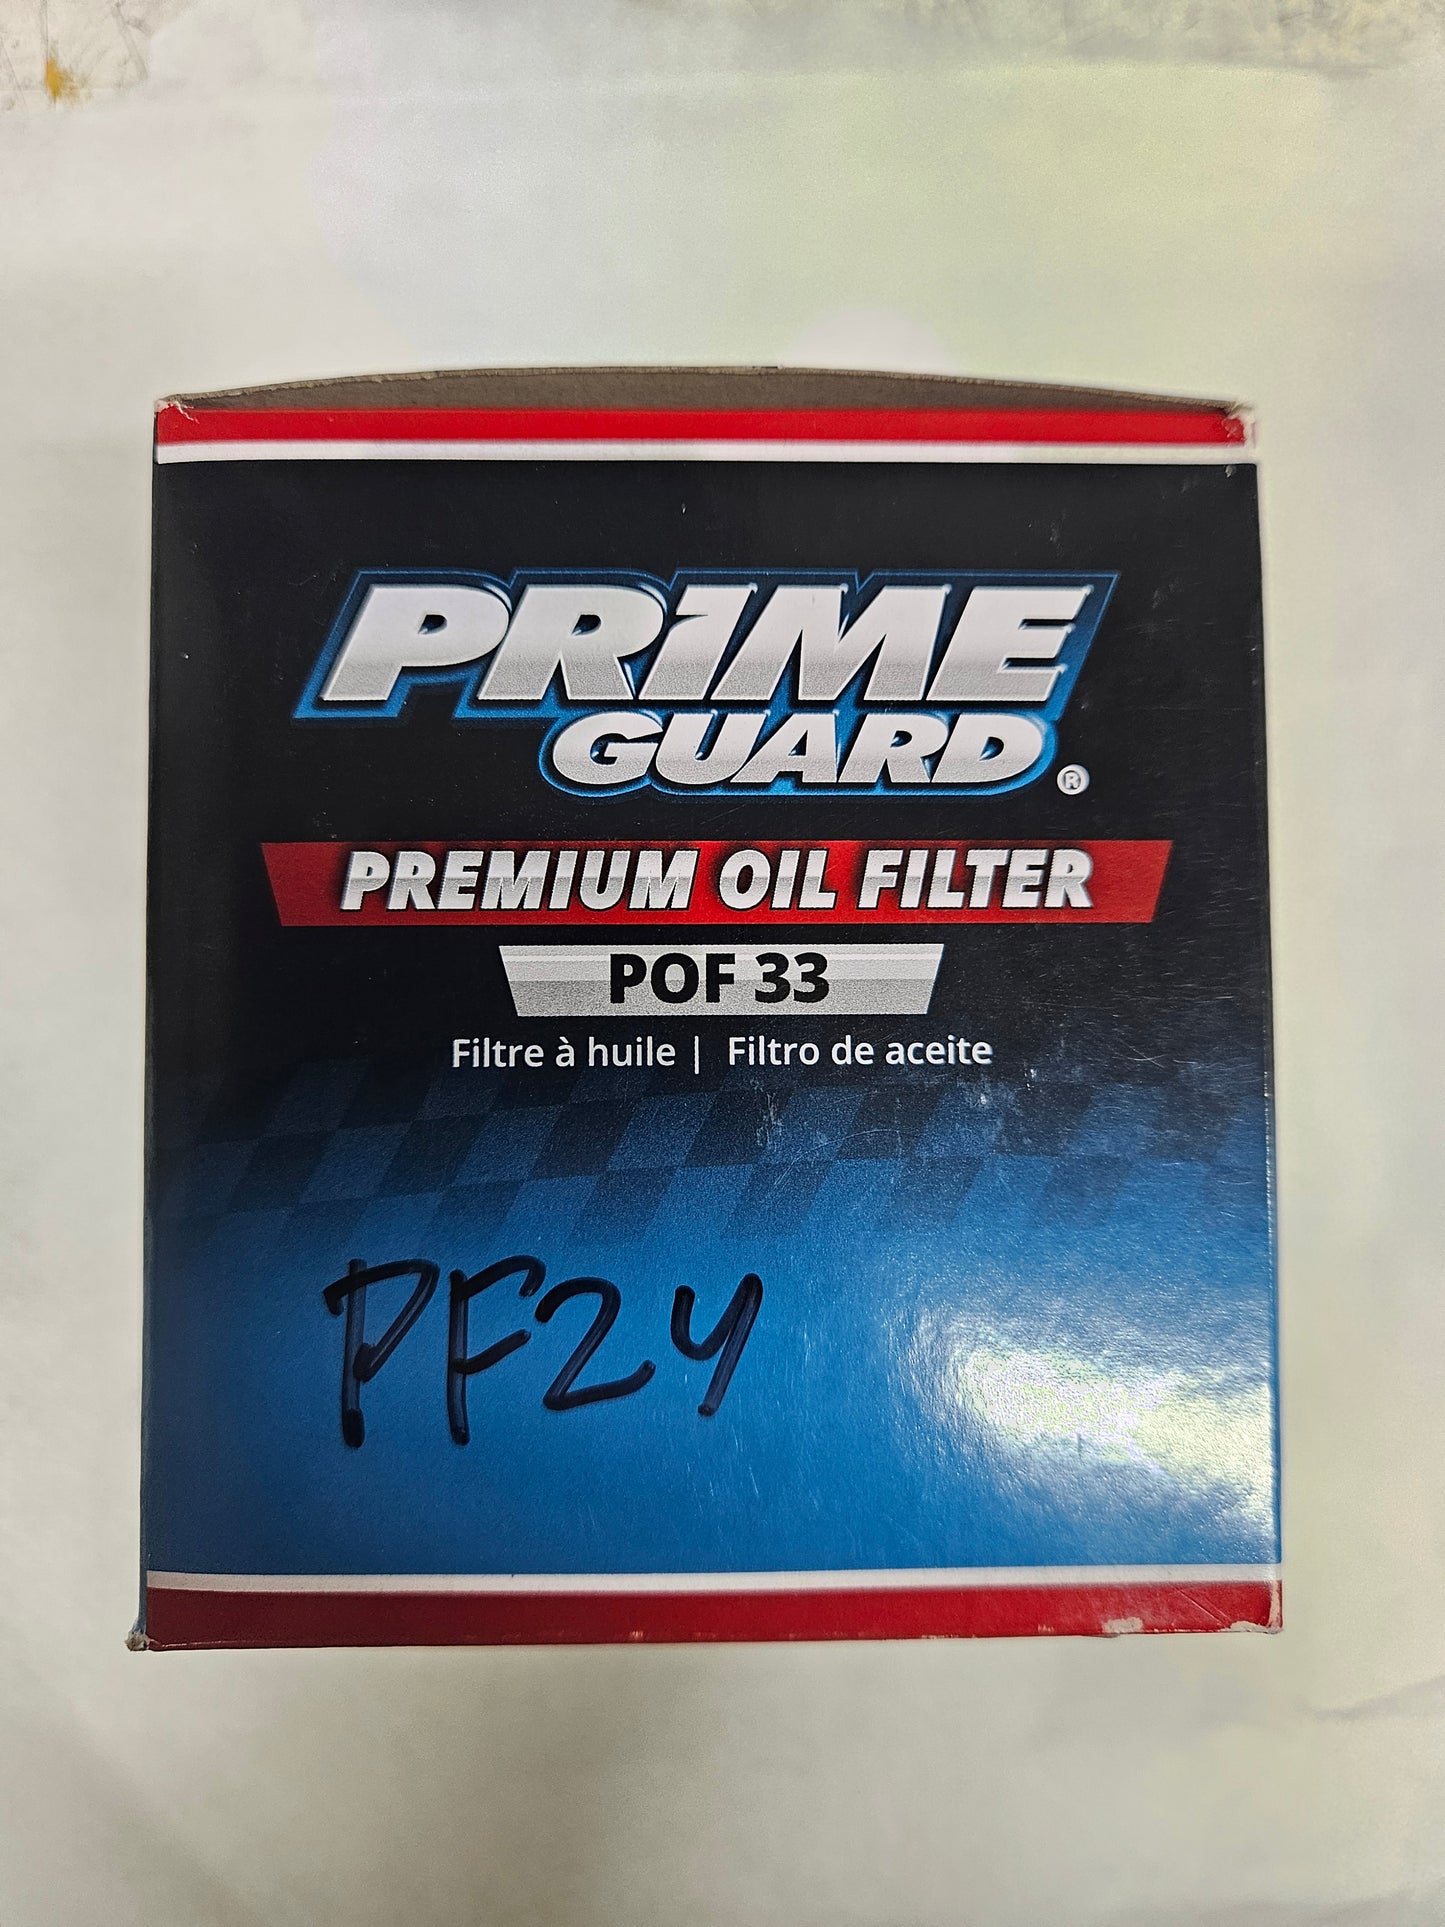 PRIME
GUARD®
PREMIUM OIL FILTER
POF 33
Filtre à huile | Filtro de aceite
PF24